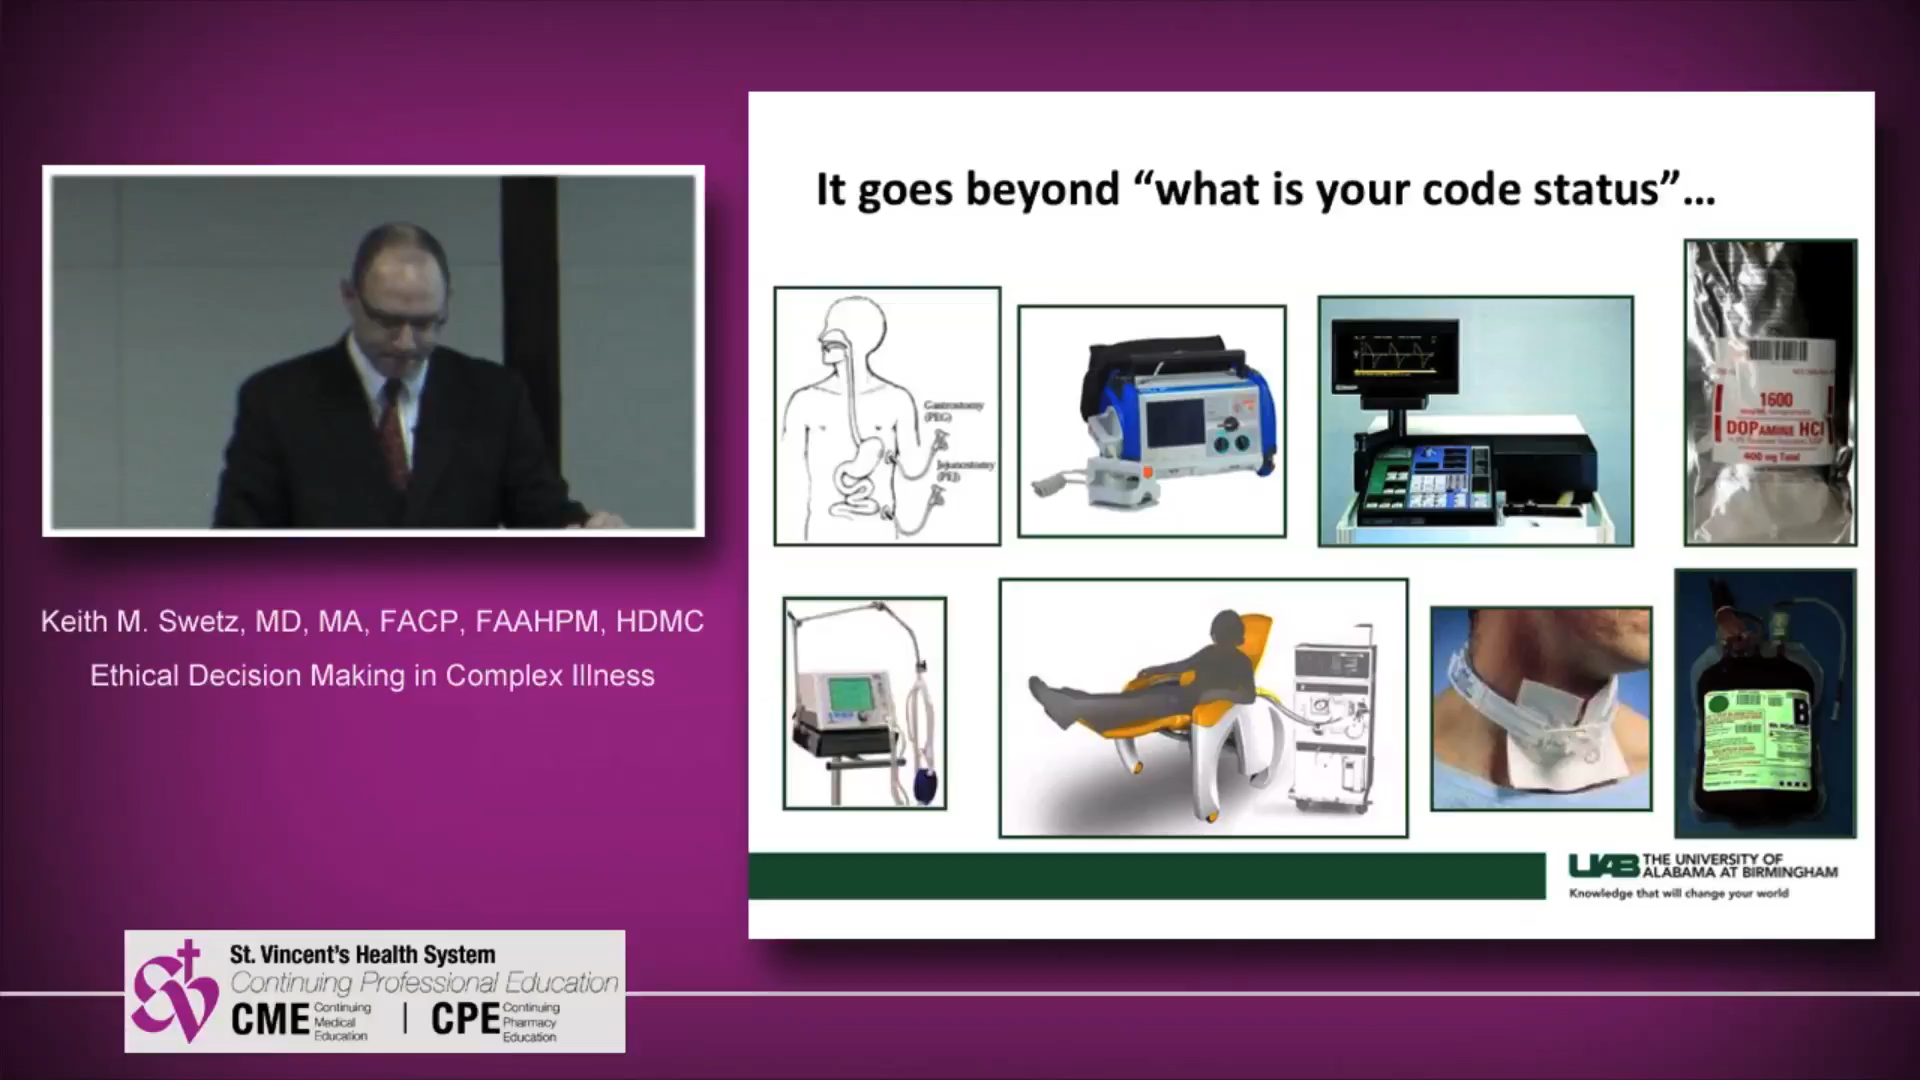 It goes beyond “what is your code status”...
Gastrostomy
(PEG)
Jejunostomy
(PEJ)
1600
DOPAMINE HCl
400 mg Total
B
Keith M. Swetz, MD, MA, FACP, FAAHPM, HDMC
Ethical Decision Making in Complex Illness
UAB THE UNIVERSITY OF
ALABAMA AT BIRMINGHAM
Knowledge that will change your world
St. Vincent's Health System
Continuing Professional Education
CME Continuing Medical Education | CPE Continuing Pharmacy Education